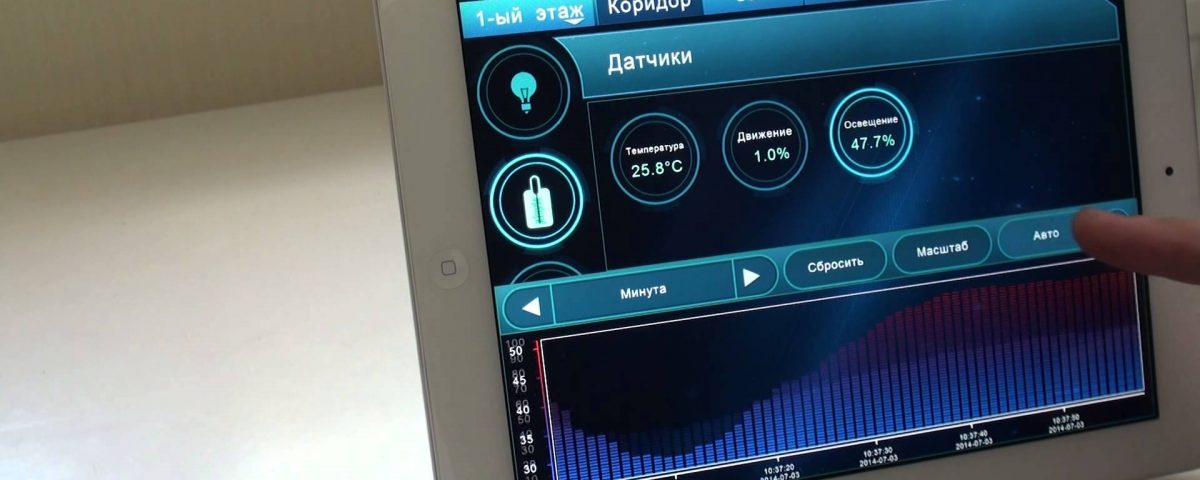 1-ый этаж
Коридор
Датчики
Температура
25.8°C
Движение
1.0%
Освещение
47.7%
Минута
Сбросить
Масштаб
Авто
50
45
40
35
30
10:37:20
2014-07-03
10:37:30
2014-07-03
10:37:40
2014-07-03
10:37:50
2014-07-03